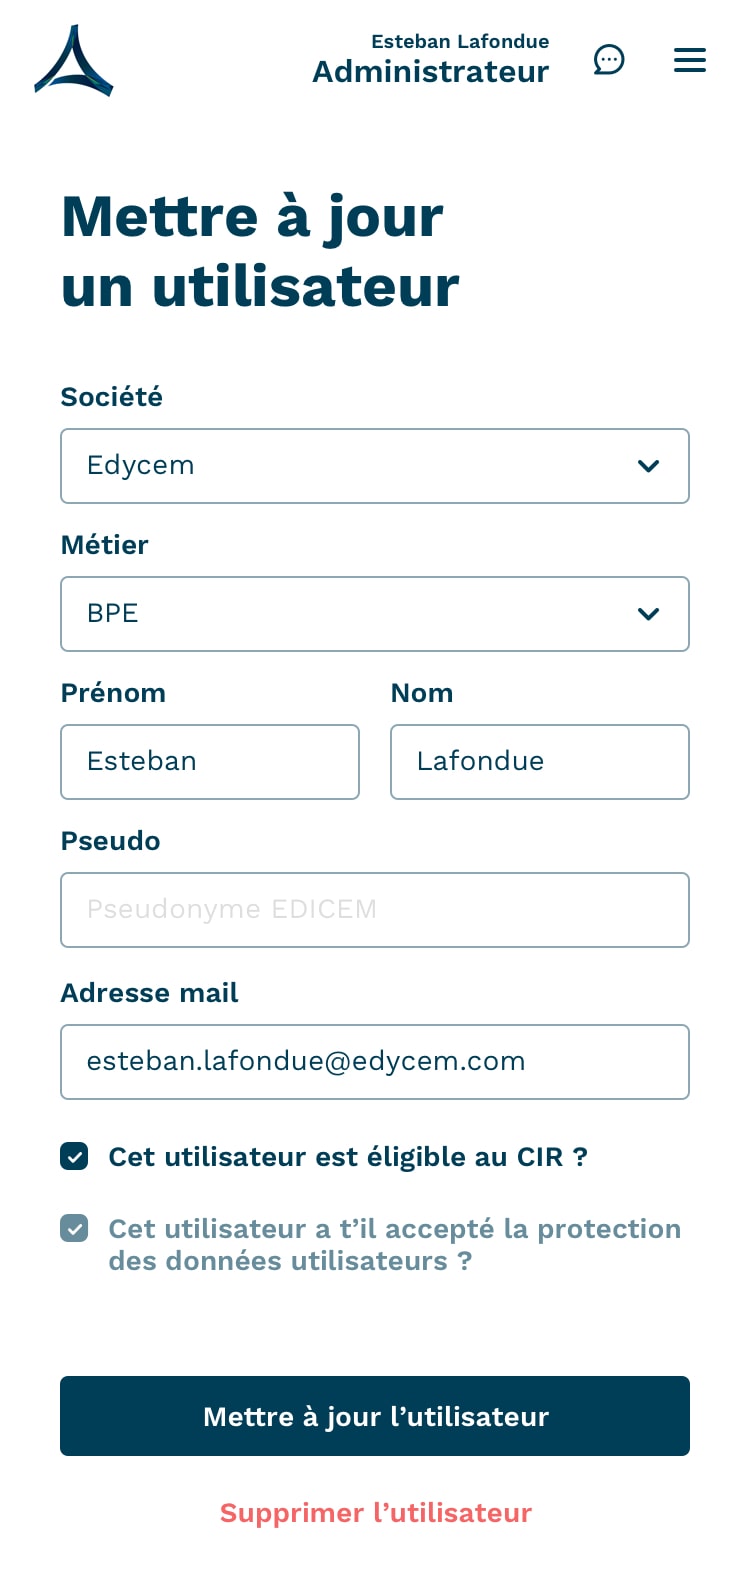 Esteban Lafondue
Administrateur
Mettre à jour
un utilisateur
Société
Edycem
Métier
BPE
Prénom
Nom
Esteban
Lafondue
Pseudo
Pseudonyme EDICEM
Adresse mail
esteban.lafondue@edycem.com
Cet utilisateur est éligible au CIR ?
Cet utilisateur a t’il accepté la protection
des données utilisateurs ?
Mettre à jour l’utilisateur
Supprimer l’utilisateur